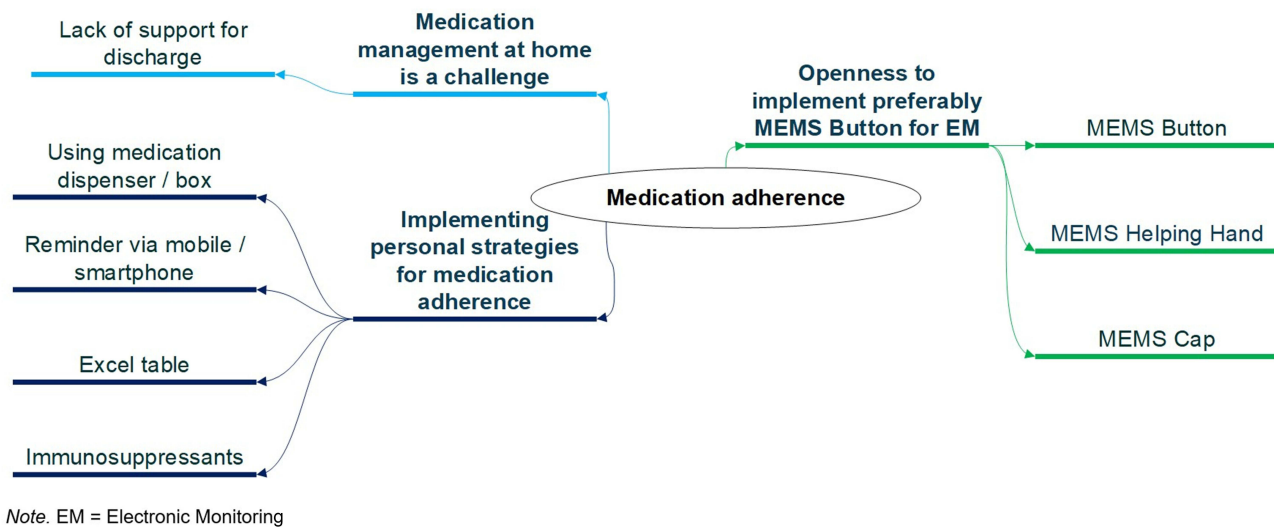 Lack of support for
discharge
Medication
management at home
is a challenge
Openness to
implement preferably
MEMS Button for EM
MEMS Button
Using medication
dispenser / box
Medication adherence
Implementing
personal strategies
for medication
adherence
MEMS Helping Hand
Reminder via mobile /
smartphone
MEMS Cap
Excel table
Immunosuppressants
Note. EM = Electronic Monitoring